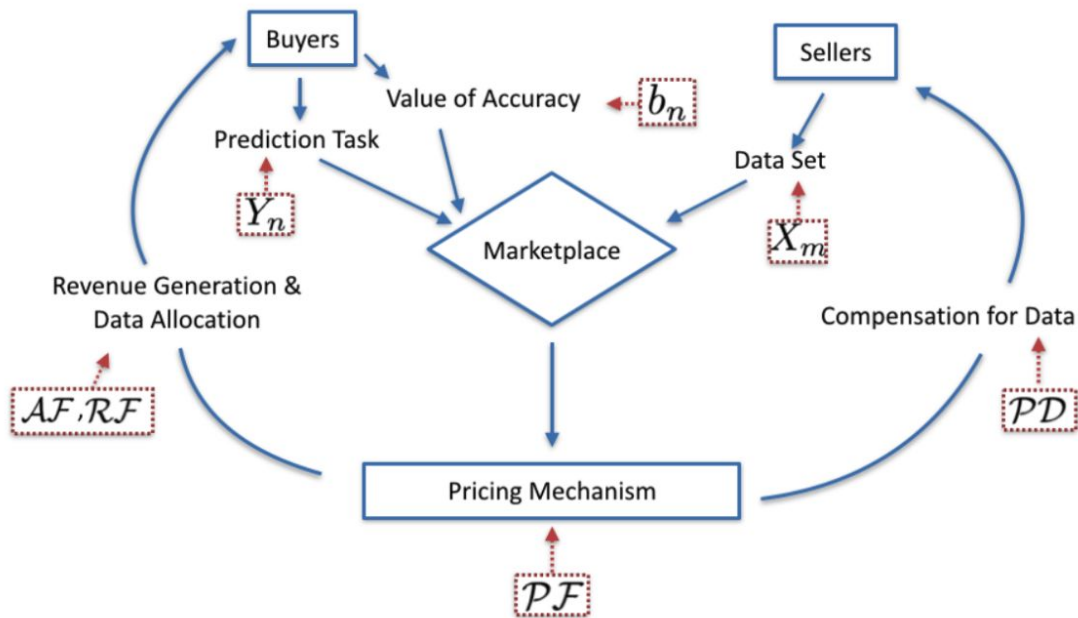 Buyers
Sellers
Value of Accuracy
b_n
Prediction Task
Data Set
Y_n
X_m
Marketplace
Revenue Generation &
Data Allocation
Compensation for Data
𝒜ℱ,ℛℱ
𝒫𝒟
Pricing Mechanism
𝒫ℱ